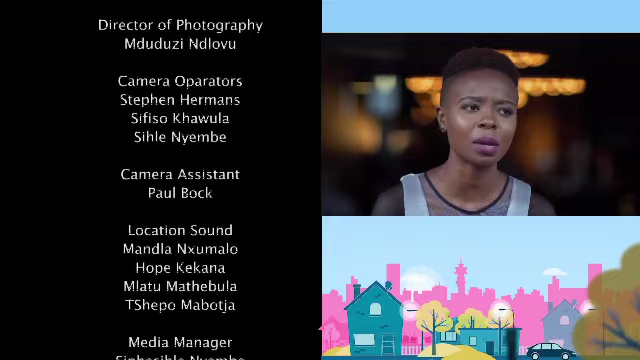 Director of Photography
Mduduzi Ndlovu
Camera Oparators
Stephen Hermans
Sifiso Khawula
Sihle Nyembe
Camera Assistant
Paul Bock
Location Sound
Mandla Nxumalo
Hope Kekana
Mlatu Mathebula
TShepo Mabotja
Media Manager